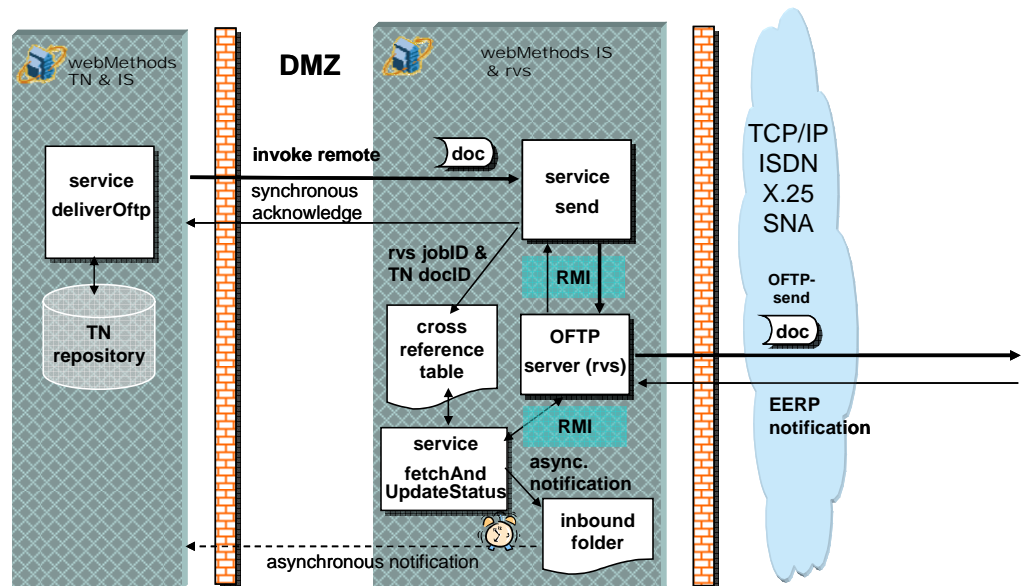 webMethods
TN & IS
service
deliverOftp
TN
repository
DMZ
invoke remote
doc
synchronous
acknowledge
webMethods IS
& rvs
service
send
rvs jobID &
TN docID
RMI
cross
reference
table
OFTP
server (rvs)
RMI
service
fetchAnd
UpdateStatus
async.
notification
inbound
folder
asynchronous notification
TCP/IP
ISDN
X.25
SNA
OFTP-
send
doc
EERP
notification